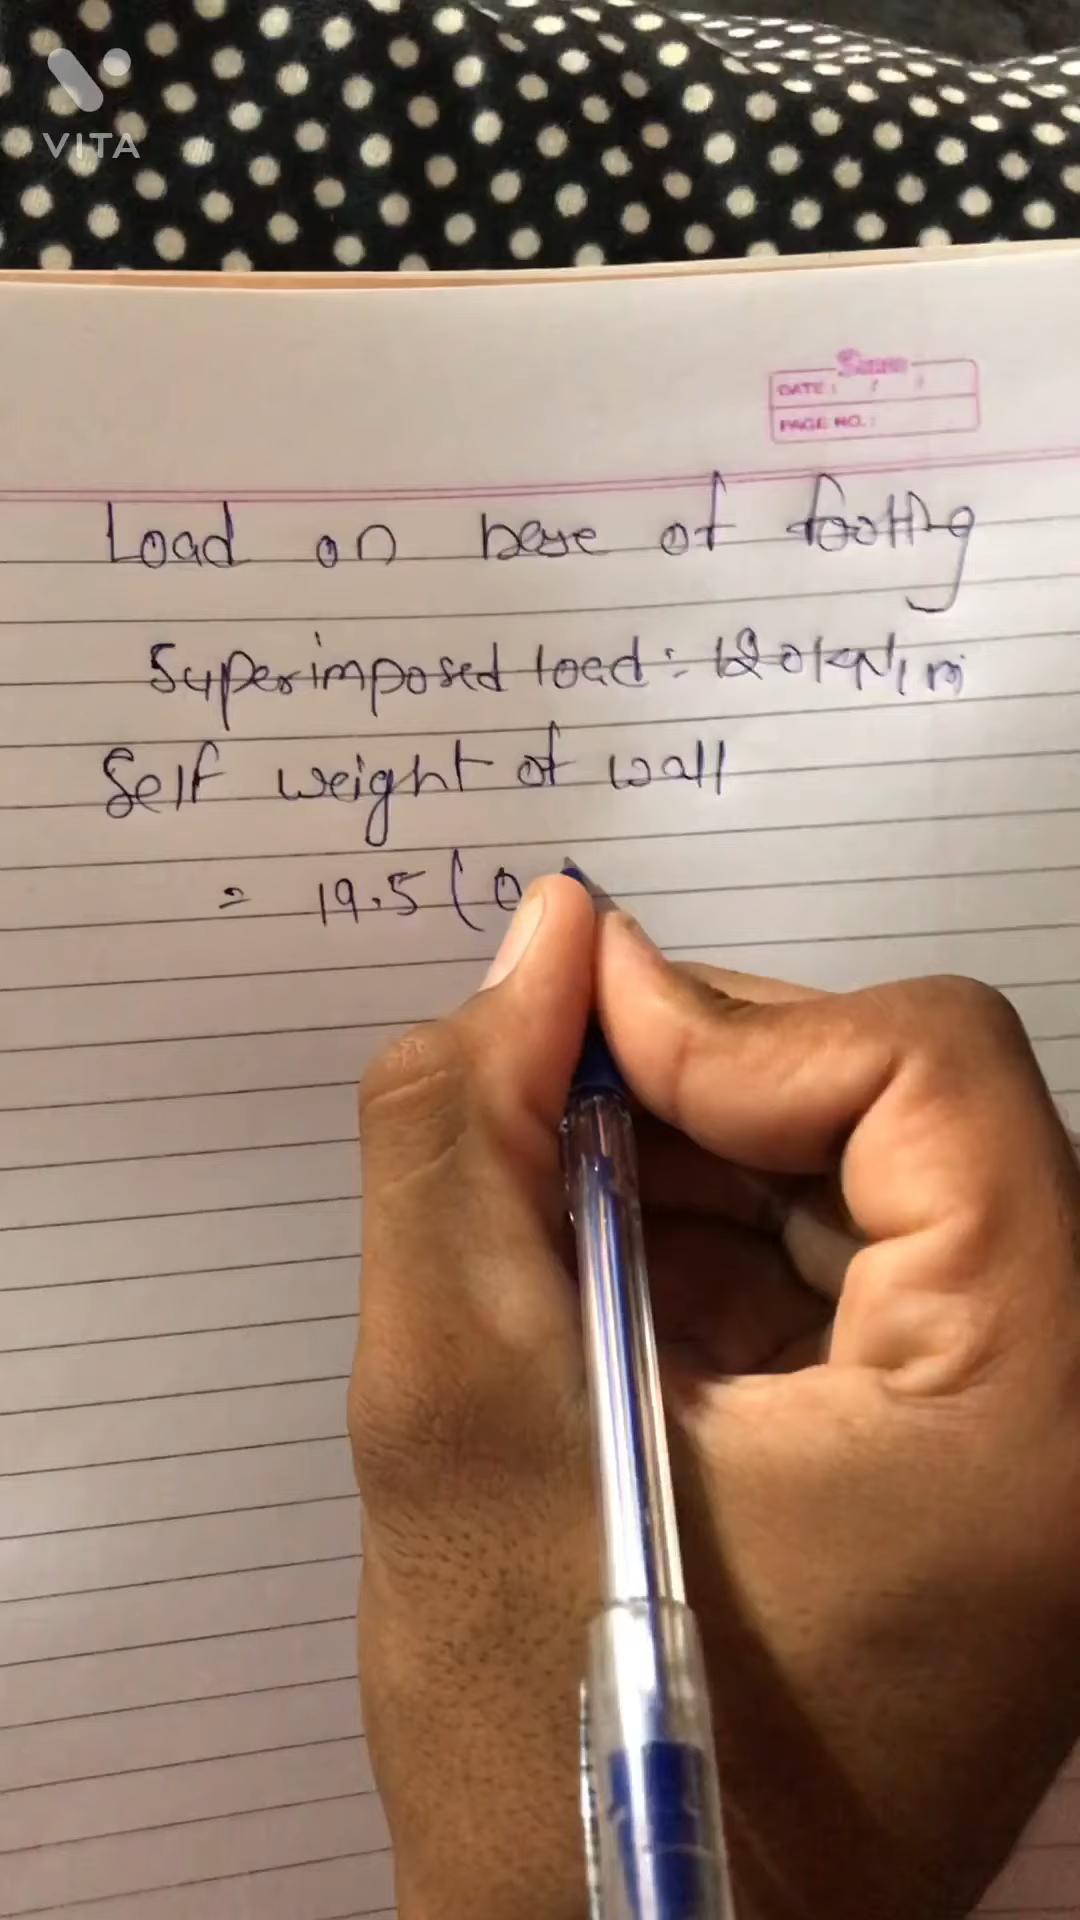 VITA
Saura
DATE: / /
PAGE NO.:
Load on base of footing
Superimposed load = 120 kN/m
Self weight of wall
= 19.5 (0